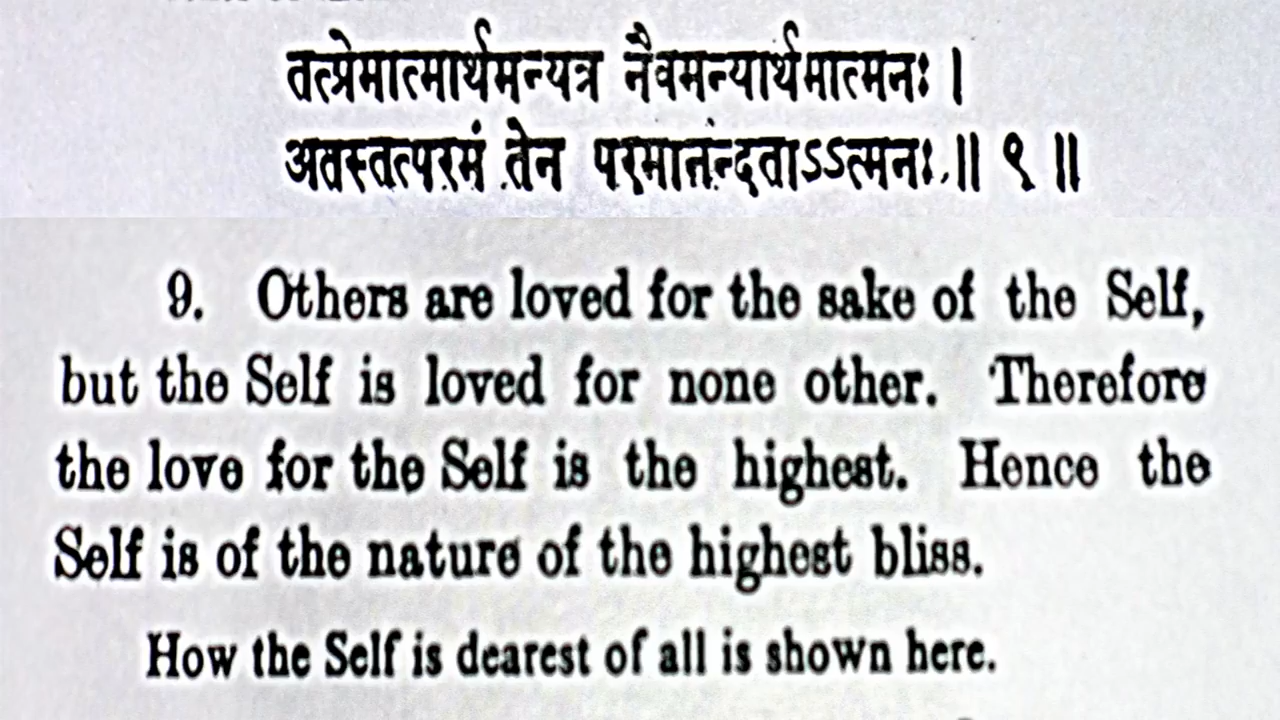 तत्प्रेमात्मार्थमन्यत्र नैवमन्यार्थमात्मनः ।
अतस्तत्परमं तेन परमानन्दताऽऽत्मनः ॥ ९ ॥
9. Others are loved for the sake of the Self,
but the Self is loved for none other. Therefore
the love for the Self is the highest. Hence the
Self is of the nature of the highest bliss.
How the Self is dearest of all is shown here.